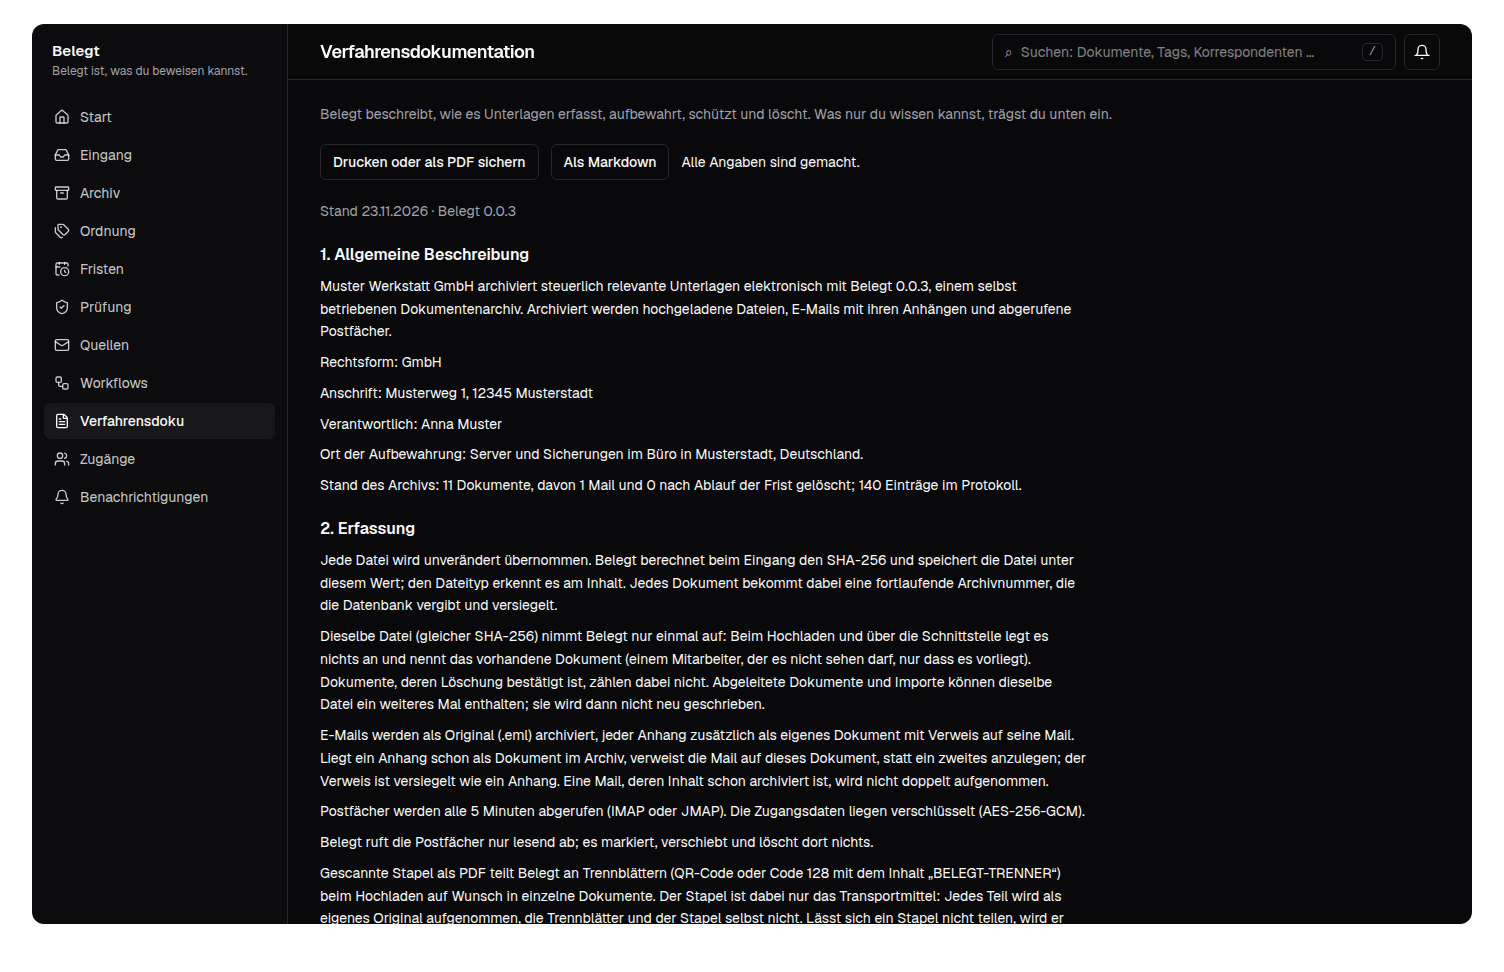 Belegt
Belegt ist, was du beweisen kannst.
Start
Eingang
Archiv
Ordnung
Fristen
Prüfung
Quellen
Workflows
Verfahrensdoku
Zugänge
Benachrichtigungen
Verfahrensdokumentation
Suchen: Dokumente, Tags, Korrespondenten …
/
Belegt beschreibt, wie es Unterlagen erfasst, aufbewahrt, schützt und löscht. Was nur du wissen kannst, trägst du unten ein.
Drucken oder als PDF sichern
Als Markdown
Alle Angaben sind gemacht.
Stand 23.11.2026 · Belegt 0.0.3
1. Allgemeine Beschreibung
Muster Werkstatt GmbH archiviert steuerlich relevante Unterlagen elektronisch mit Belegt 0.0.3, einem selbst
betriebenen Dokumentenarchiv. Archiviert werden hochgeladene Dateien, E-Mails mit ihren Anhängen und abgerufene
Postfächer.
Rechtsform: GmbH
Anschrift: Musterweg 1, 12345 Musterstadt
Verantwortlich: Anna Muster
Ort der Aufbewahrung: Server und Sicherungen im Büro in Musterstadt, Deutschland.
Stand des Archivs: 11 Dokumente, davon 1 Mail und 0 nach Ablauf der Frist gelöscht; 140 Einträge im Protokoll.
2. Erfassung
Jede Datei wird unverändert übernommen. Belegt berechnet beim Eingang den SHA-256 und speichert die Datei unter
diesem Wert; den Dateityp erkennt es am Inhalt. Jedes Dokument bekommt dabei eine fortlaufende Archivnummer, die
die Datenbank vergibt und versiegelt.
Dieselbe Datei (gleicher SHA-256) nimmt Belegt nur einmal auf: Beim Hochladen und über die Schnittstelle legt es
nichts an und nennt das vorhandene Dokument (einem Mitarbeiter, der es nicht sehen darf, nur dass es vorliegt).
Dokumente, deren Löschung bestätigt ist, zählen dabei nicht. Abgeleitete Dokumente und Importe können dieselbe
Datei ein weiteres Mal enthalten; sie wird dann nicht neu geschrieben.
E-Mails werden als Original (.eml) archiviert, jeder Anhang zusätzlich als eigenes Dokument mit Verweis auf seine Mail.
Liegt ein Anhang schon als Dokument im Archiv, verweist die Mail auf dieses Dokument, statt ein zweites anzulegen; der
Verweis ist versiegelt wie ein Anhang. Eine Mail, deren Inhalt schon archiviert ist, wird nicht doppelt aufgenommen.
Postfächer werden alle 5 Minuten abgerufen (IMAP oder JMAP). Die Zugangsdaten liegen verschlüsselt (AES-256-GCM).
Belegt ruft die Postfächer nur lesend ab; es markiert, verschiebt und löscht dort nichts.
Gescannte Stapel als PDF teilt Belegt an Trennblättern (QR-Code oder Code 128 mit dem Inhalt „BELEGT-TRENNER“)
beim Hochladen auf Wunsch in einzelne Dokumente. Der Stapel ist dabei nur das Transportmittel: Jedes Teil wird als
eigenes Original aufgenommen, die Trennblätter und der Stapel selbst nicht. Lässt sich ein Stapel nicht teilen, wird er